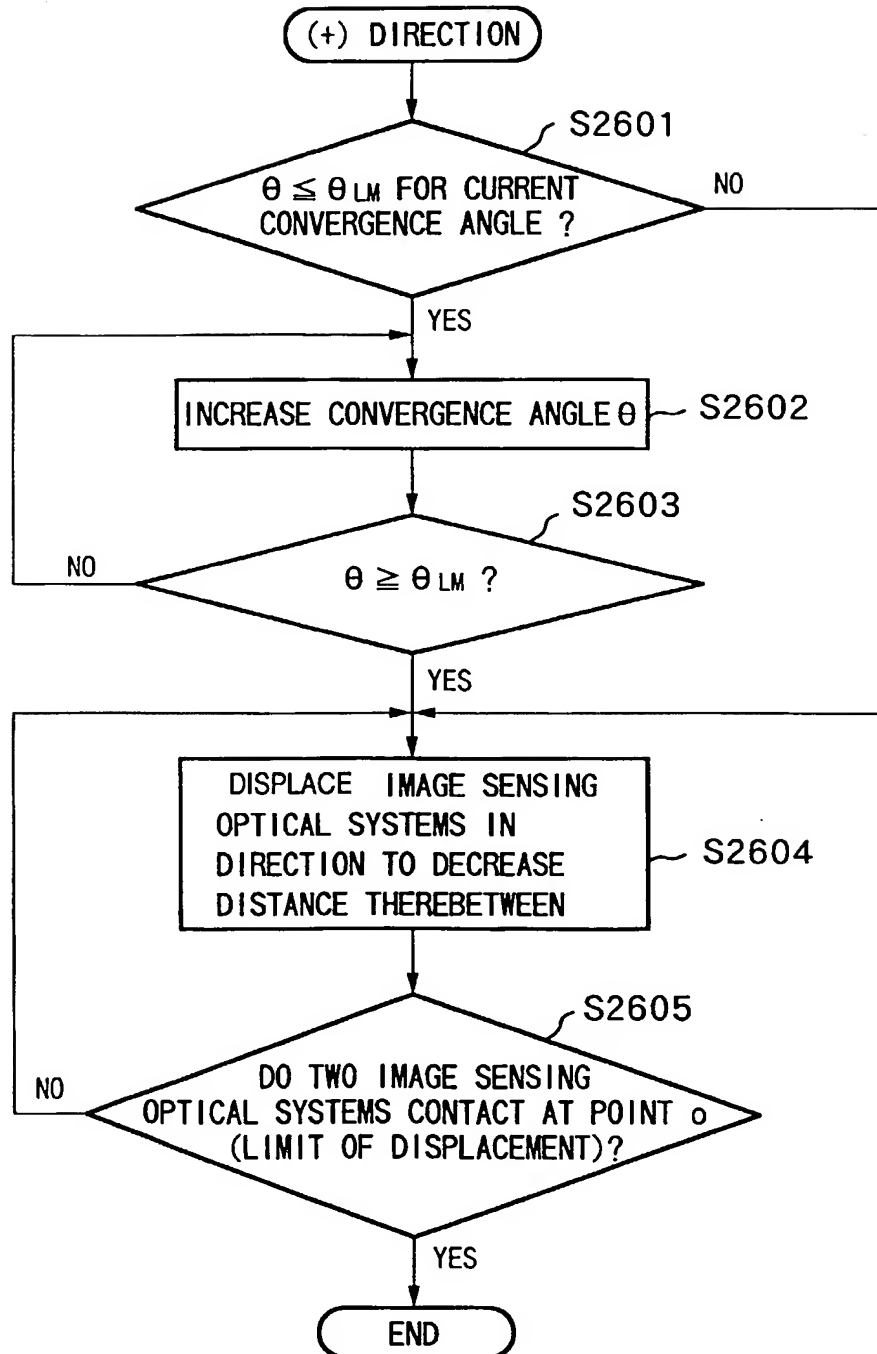 (+) DIRECTION
S2601
θ ≦ θLM FOR CURRENT
CONVERGENCE ANGLE ?
NO
YES
INCREASE CONVERGENCE ANGLE θ
S2602
S2603
NO
θ ≧ θLM ?
YES
DISPLACE IMAGE SENSING
OPTICAL SYSTEMS IN
DIRECTION TO DECREASE
DISTANCE THEREBETWEEN
S2604
S2605
NO
DO TWO IMAGE SENSING
OPTICAL SYSTEMS CONTACT AT POINT o
(LIMIT OF DISPLACEMENT)?
YES
END